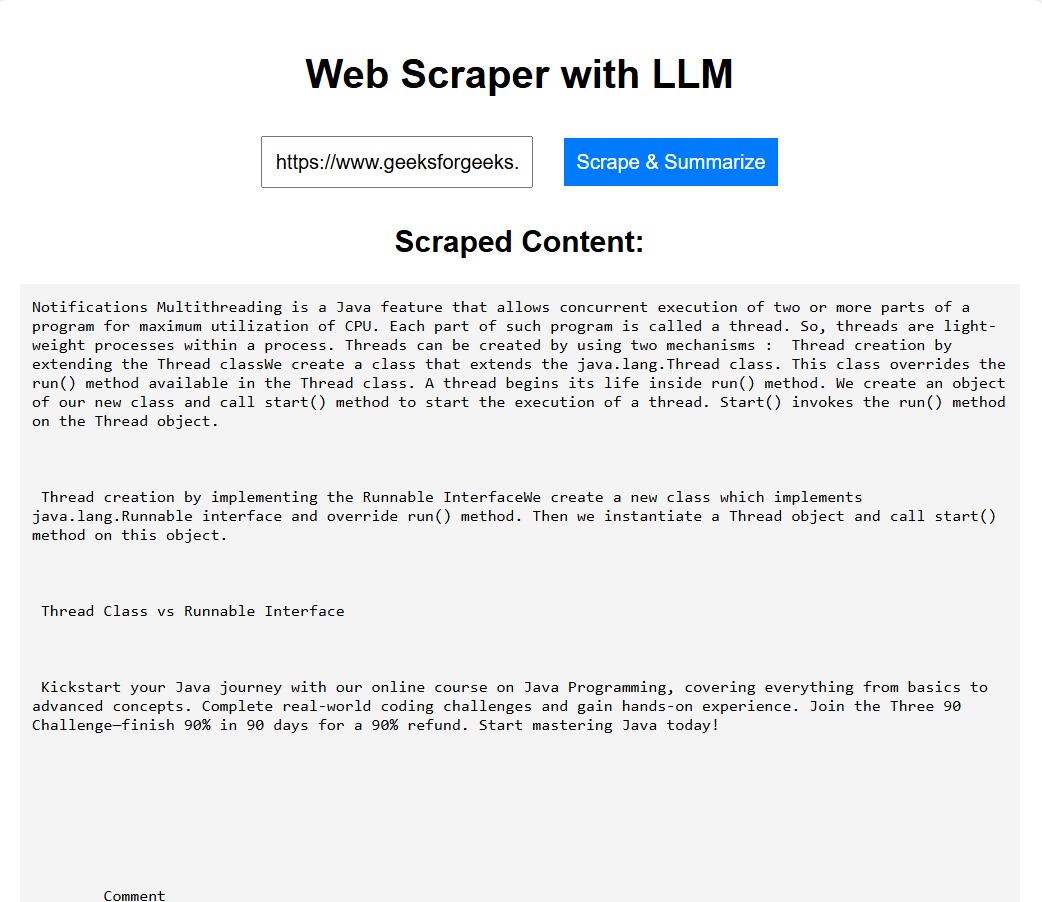 Web Scraper with LLM
https://www.geeksforgeeks.
Scrape & Summarize
Scraped Content:
Notifications Multithreading is a Java feature that allows concurrent execution of two or more parts of a
program for maximum utilization of CPU. Each part of such program is called a thread. So, threads are light-
weight processes within a process. Threads can be created by using two mechanisms :  Thread creation by
extending the Thread classWe create a class that extends the java.lang.Thread class. This class overrides the
run() method available in the Thread class. A thread begins its life inside run() method. We create an object
of our new class and call start() method to start the execution of a thread. Start() invokes the run() method
on the Thread object.
Thread creation by implementing the Runnable InterfaceWe create a new class which implements
java.lang.Runnable interface and override run() method. Then we instantiate a Thread object and call start()
method on this object.
Thread Class vs Runnable Interface
Kickstart your Java journey with our online course on Java Programming, covering everything from basics to
advanced concepts. Complete real-world coding challenges and gain hands-on experience. Join the Three 90
Challenge—finish 90% in 90 days for a 90% refund. Start mastering Java today!
Comment